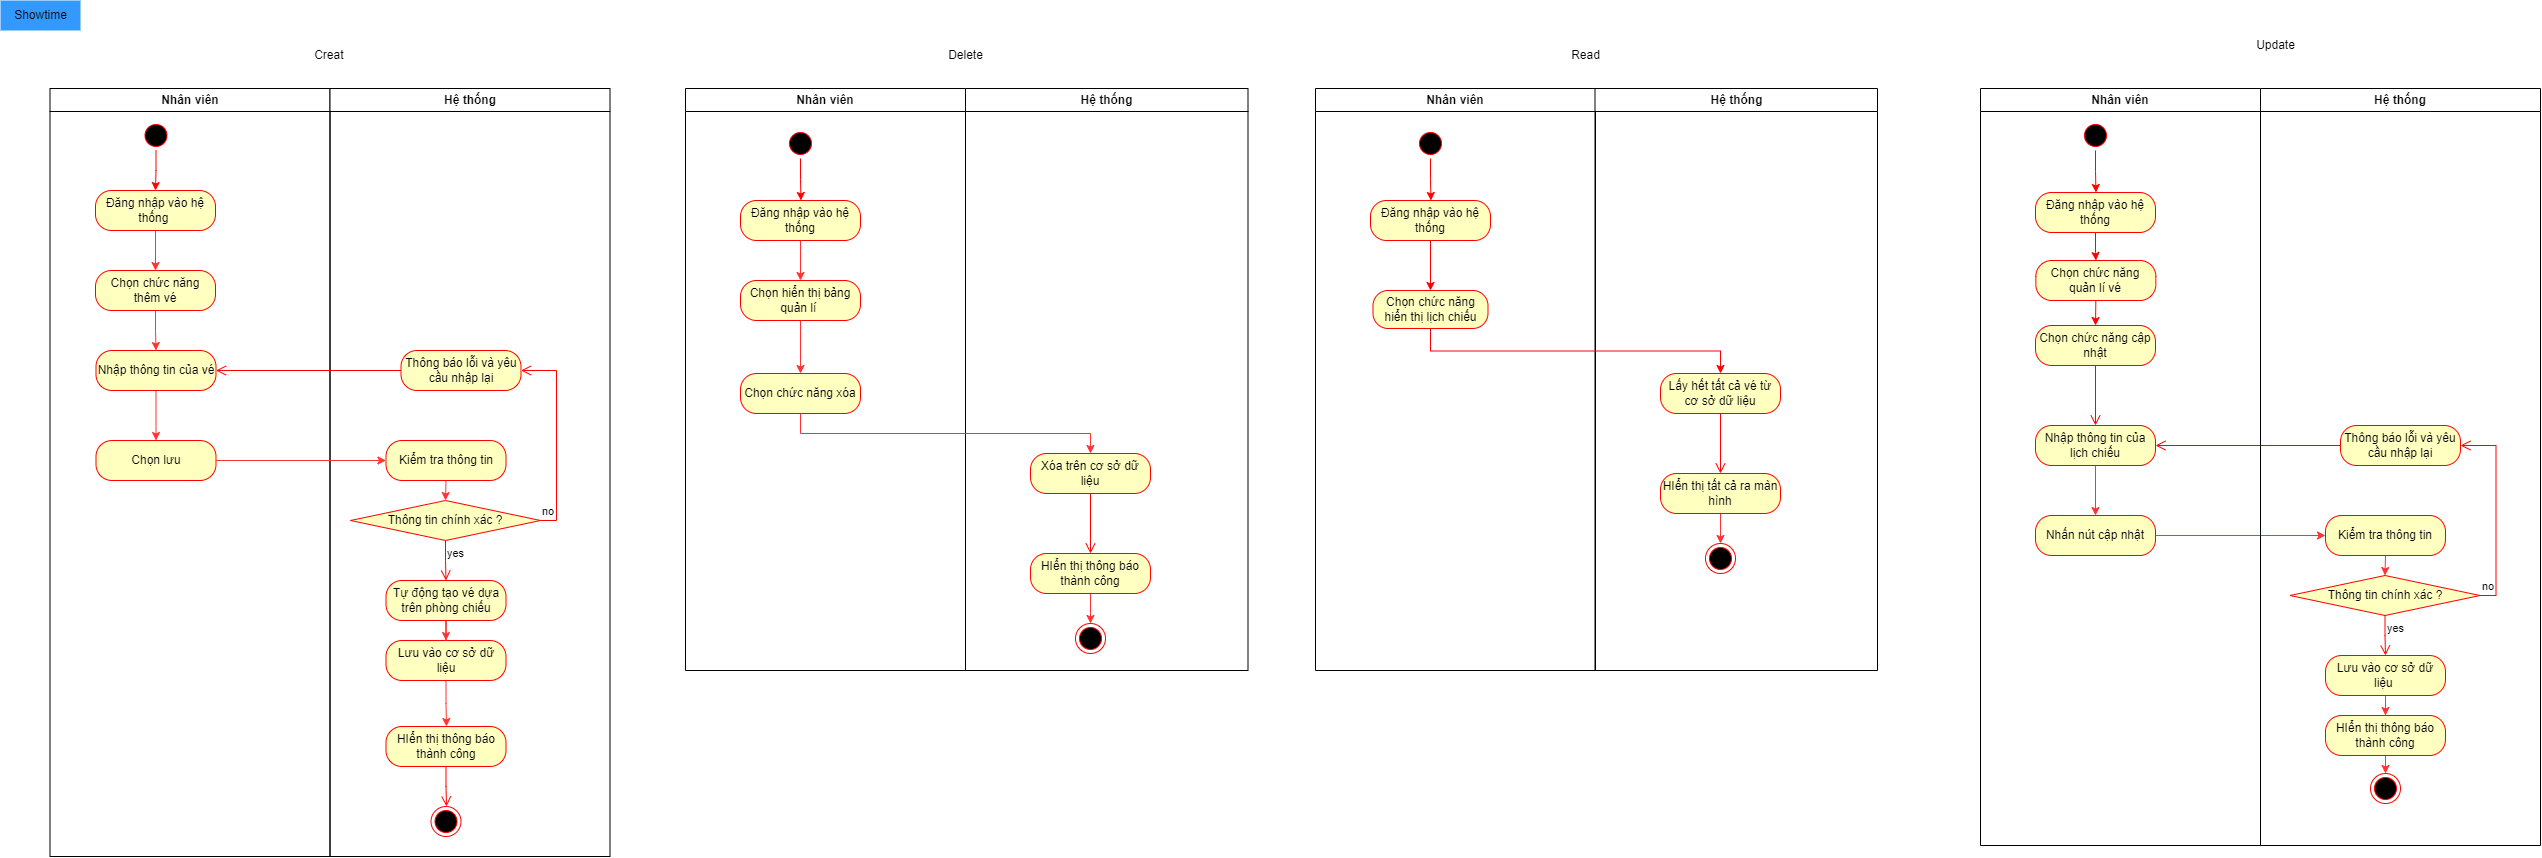 Showtime
Creat
Nhân viên
Hệ thống
Đăng nhập vào hệ
thống
Chọn chức năng
thêm vé
Nhập thông tin của vé
Thông báo lỗi và yêu
cầu nhập lại
Chọn lưu
Kiểm tra thông tin
Thông tin chính xác ?
no
yes
Tự động tạo vé dựa
trên phòng chiếu
Lưu vào cơ sở dữ
liệu
HIển thị thông báo
thành công
Delete
Nhân viên
Hệ thống
Đăng nhập vào hệ
thống
Chọn hiển thị bảng
quản lí
Chọn chức năng xóa
Xóa trên cơ sở dữ
liệu
HIển thị thông báo
thành công
Read
Nhân viên
Hệ thống
Đăng nhập vào hệ
thống
Chọn chức năng
hiển thị lịch chiếu
Lấy hết tất cả vé từ
cơ sở dữ liệu
HIển thị tất cả ra màn
hình
Update
Nhân viên
Hệ thống
Đăng nhập vào hệ
thống
Chọn chức năng
quản lí vé
Chọn chức năng cập
nhật
Nhập thông tin của
lịch chiếu
Thông báo lỗi và yêu
cầu nhập lại
Nhấn nút cập nhật
Kiểm tra thông tin
Thông tin chính xác ?
no
yes
Lưu vào cơ sở dữ
liệu
HIển thị thông báo
thành công